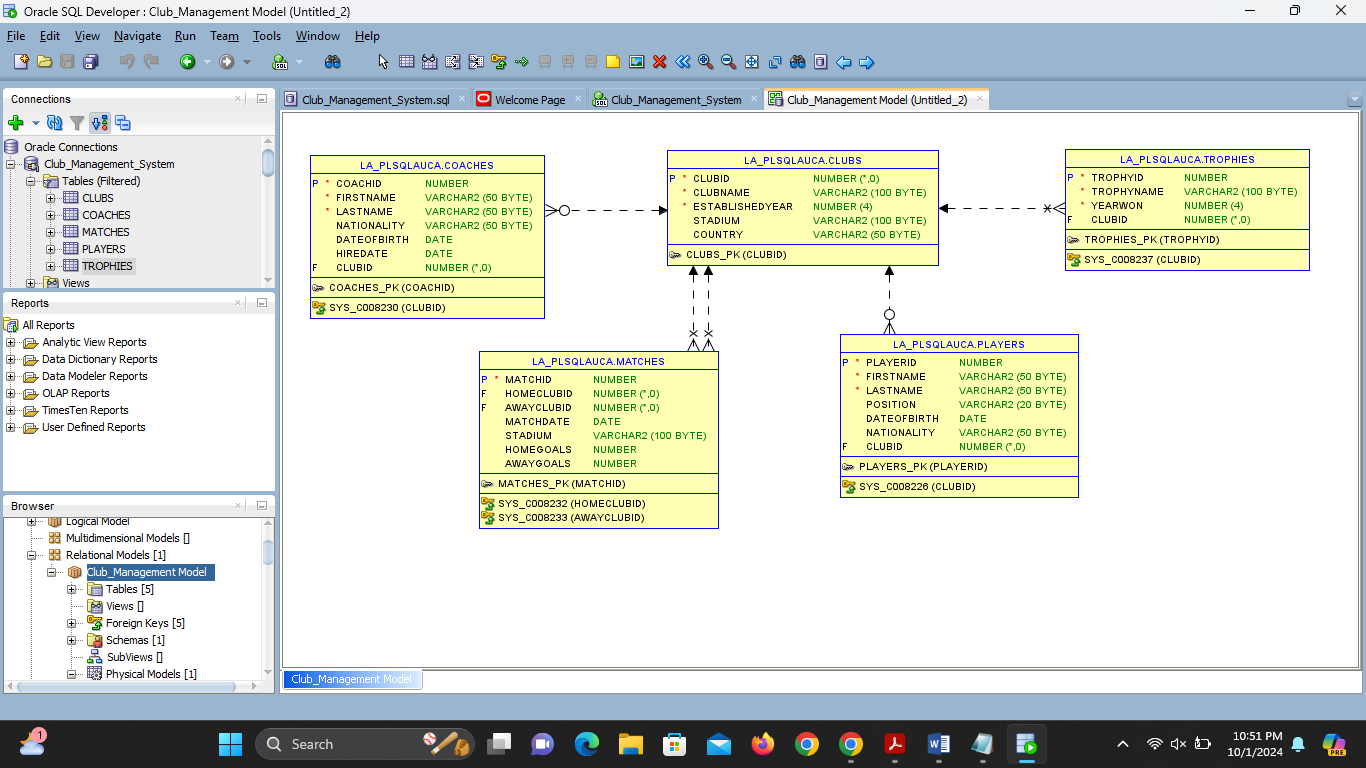 Oracle SQL Developer : Club_Management Model (Untitled_2)
File Edit View Navigate Run Team Tools Window Help
Connections
Oracle Connections
Club_Management_System
Tables (Filtered)
CLUBS
COACHES
MATCHES
PLAYERS
TROPHIES
Views
Reports
All Reports
Analytic View Reports
Data Dictionary Reports
Data Modeler Reports
OLAP Reports
TimesTen Reports
User Defined Reports
Browser
Logical Model
Multidimensional Models []
Relational Models [1]
Club_Management Model
Tables [5]
Views []
Foreign Keys [5]
Schemas [1]
SubViews []
Physical Models [1]
Club_Management_System.sql Welcome Page Club_Management_System Club_Management Model (Untitled_2)
LA_PLSQLAUCA.COACHES
P * COACHID NUMBER
* FIRSTNAME VARCHAR2 (50 BYTE)
* LASTNAME VARCHAR2 (50 BYTE)
NATIONALITY VARCHAR2 (50 BYTE)
DATEOFBIRTH DATE
HIREDATE DATE
F CLUBID NUMBER (*,0)
COACHES_PK (COACHID)
SYS_C008230 (CLUBID)
LA_PLSQLAUCA.CLUBS
P * CLUBID NUMBER (*,0)
* CLUBNAME VARCHAR2 (100 BYTE)
* ESTABLISHEDYEAR NUMBER (4)
STADIUM VARCHAR2 (100 BYTE)
COUNTRY VARCHAR2 (50 BYTE)
CLUBS_PK (CLUBID)
LA_PLSQLAUCA.TROPHIES
P * TROPHYID NUMBER
* TROPHYNAME VARCHAR2 (100 BYTE)
* YEARWON NUMBER (4)
F CLUBID NUMBER (*,0)
TROPHIES_PK (TROPHYID)
SYS_C008237 (CLUBID)
LA_PLSQLAUCA.MATCHES
P * MATCHID NUMBER
F HOMECLUBID NUMBER (*,0)
F AWAYCLUBID NUMBER (*,0)
MATCHDATE DATE
STADIUM VARCHAR2 (100 BYTE)
HOMEGOALS NUMBER
AWAYGOALS NUMBER
MATCHES_PK (MATCHID)
SYS_C008232 (HOMECLUBID)
SYS_C008233 (AWAYCLUBID)
LA_PLSQLAUCA.PLAYERS
P * PLAYERID NUMBER
* FIRSTNAME VARCHAR2 (50 BYTE)
* LASTNAME VARCHAR2 (50 BYTE)
POSITION VARCHAR2 (20 BYTE)
DATEOFBIRTH DATE
NATIONALITY VARCHAR2 (50 BYTE)
F CLUBID NUMBER (*,0)
PLAYERS_PK (PLAYERID)
SYS_C008226 (CLUBID)
Club_Management Model
1
Search
10:51 PM
10/1/2024
PRE